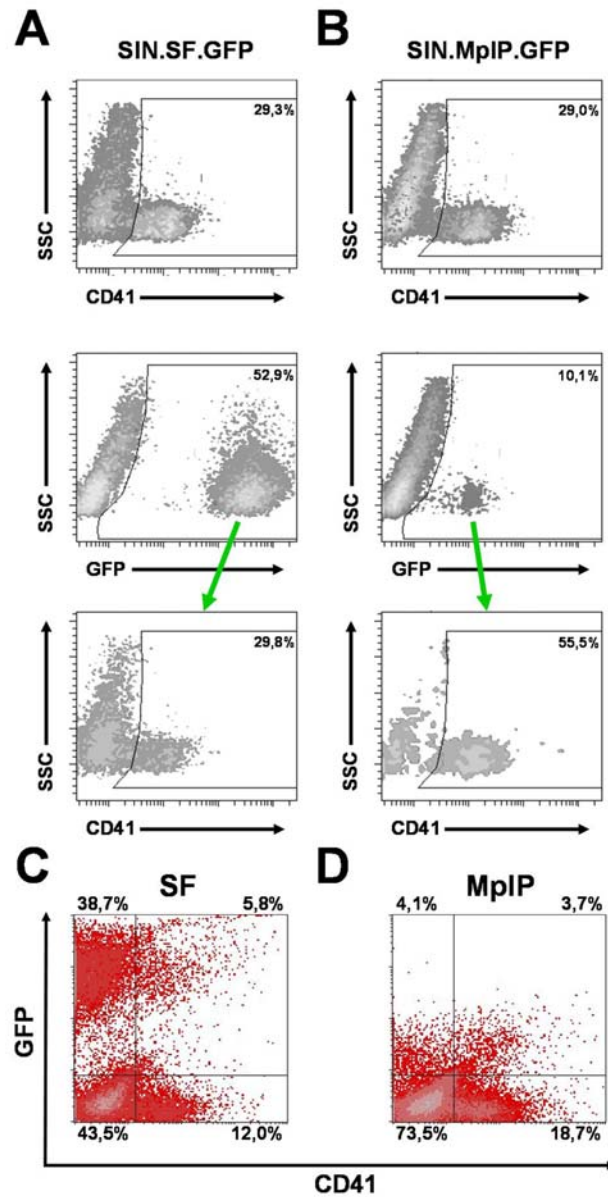 A
B
SIN.SF.GFP
SIN.MplP.GFP
29,3%
29,0%
SSC
SSC
CD41
CD41
52,9%
10,1%
SSC
SSC
GFP
GFP
29,8%
55,5%
SSC
SSC
CD41
CD41
C
D
SF
MplP
38,7%
5,8%
4,1%
3,7%
GFP
43,5%
12,0%
73,5%
18,7%
CD41